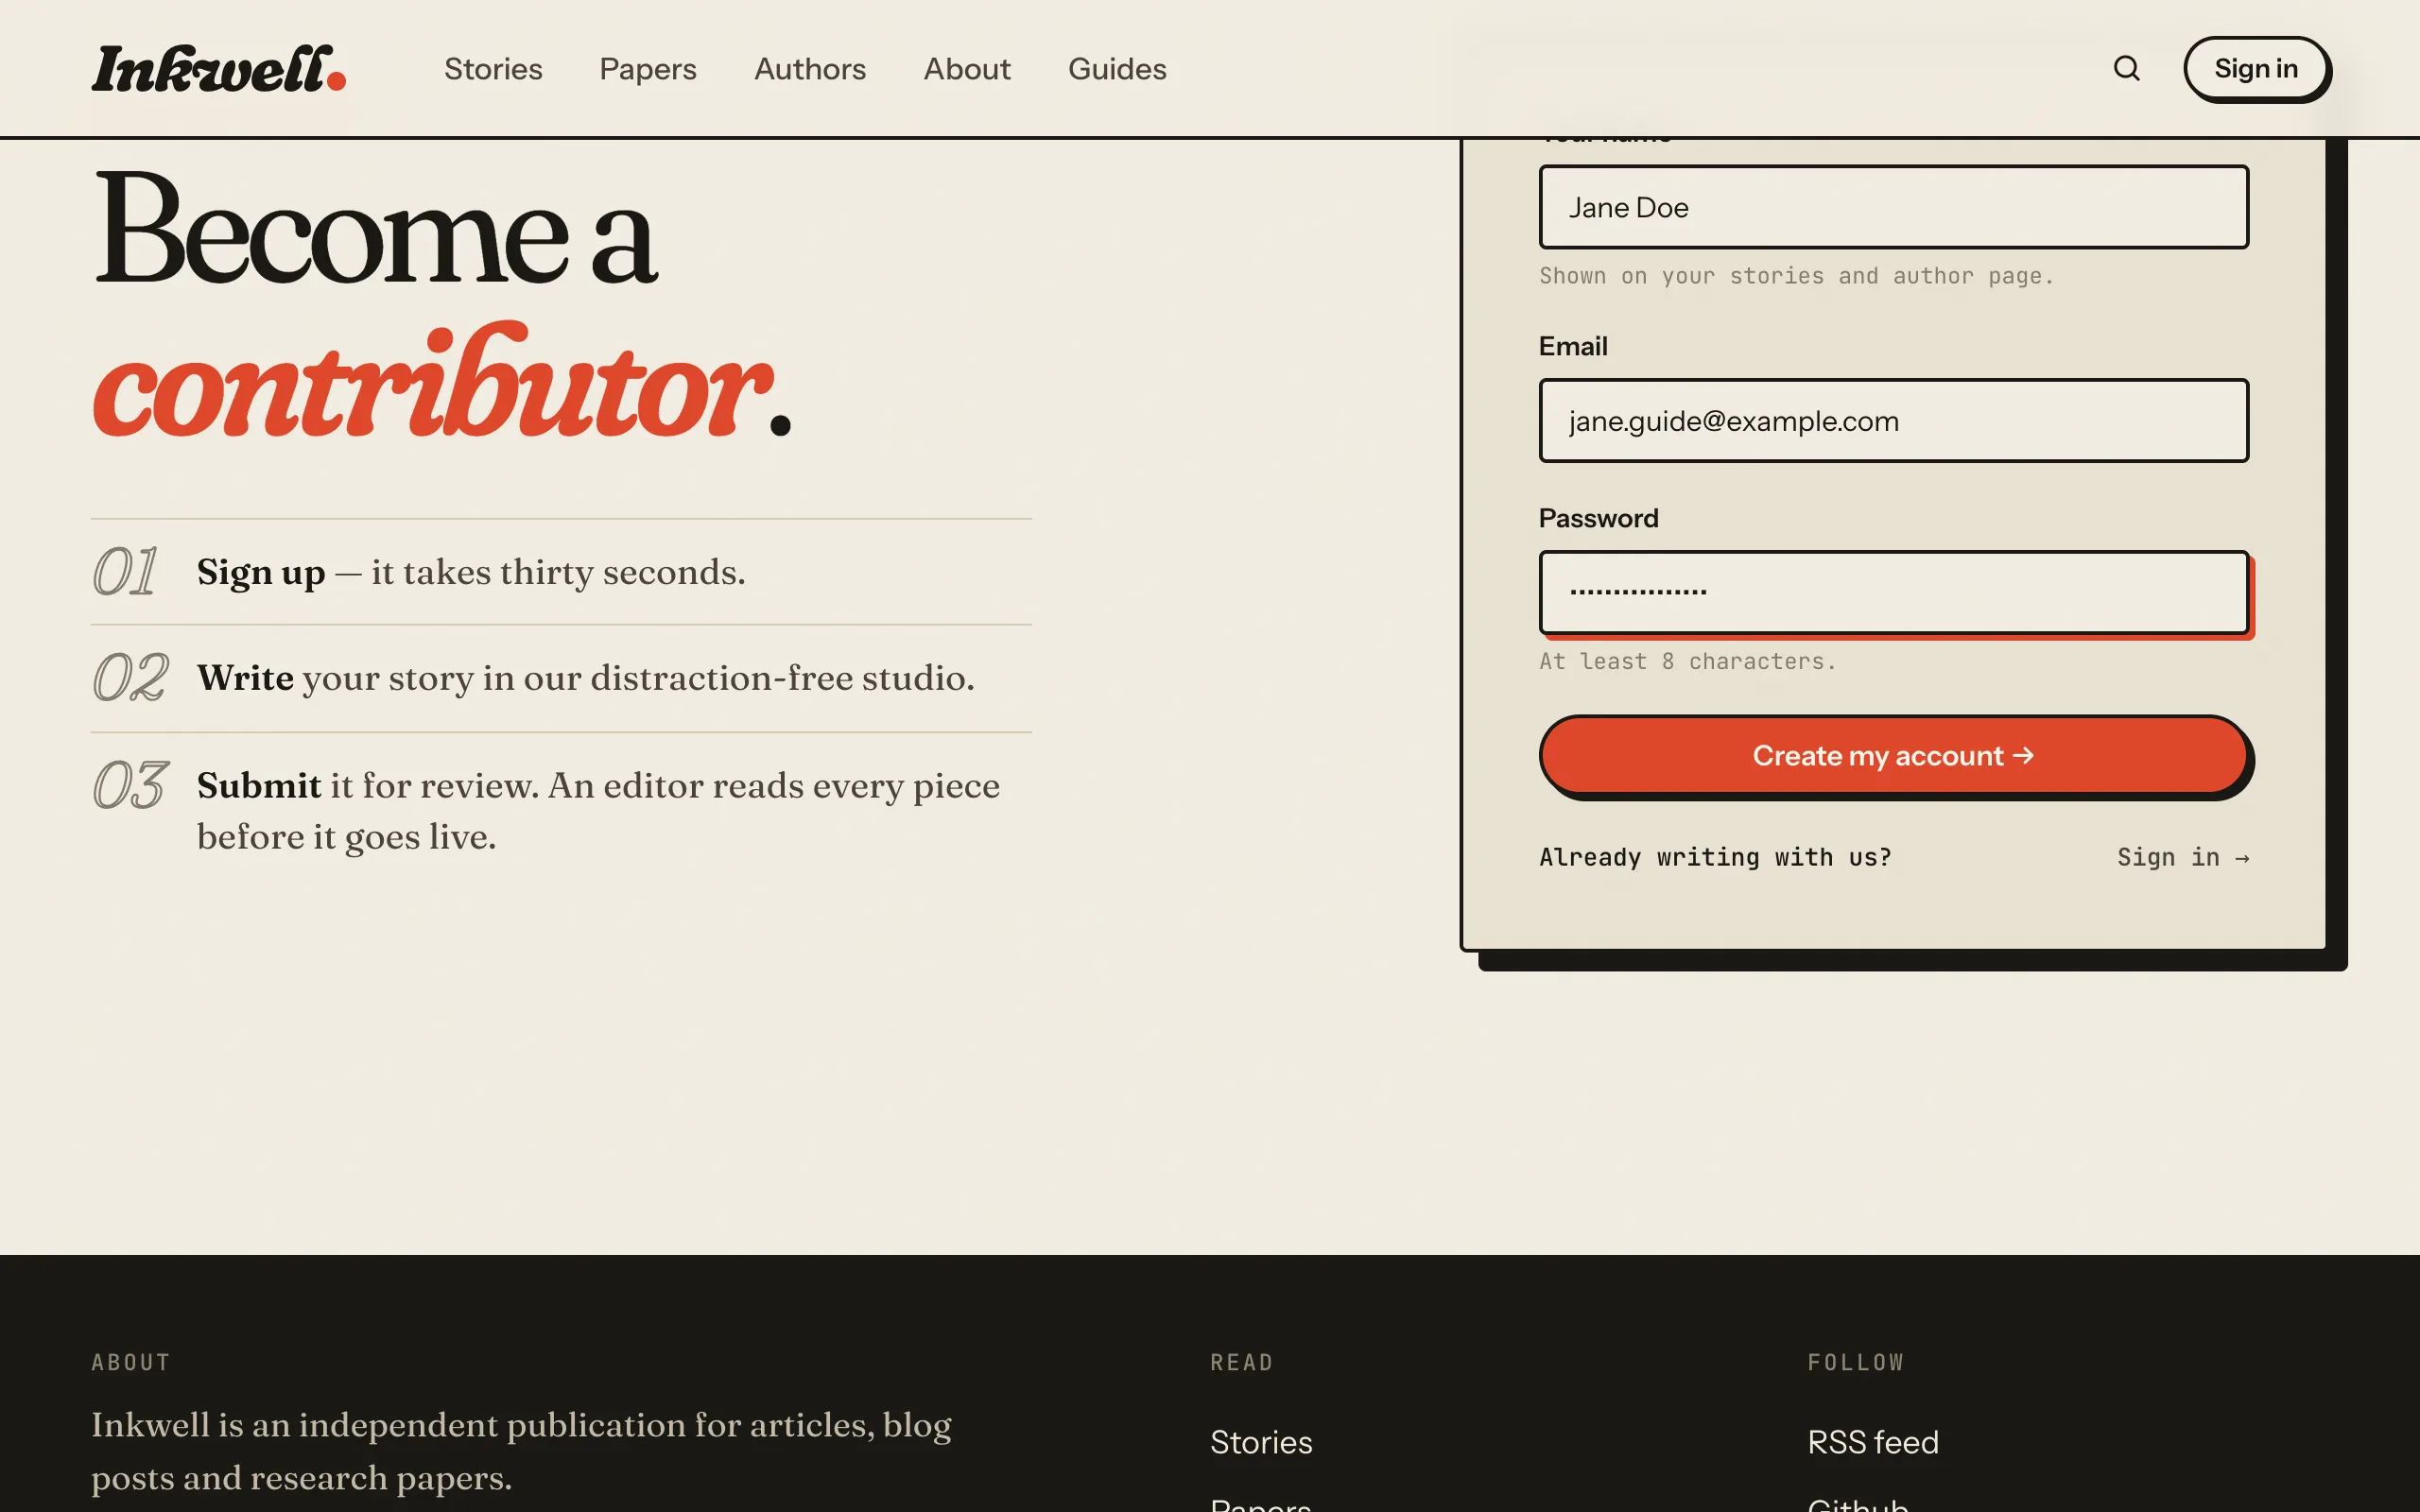 Inkwell.
Stories
Papers
Authors
About
Guides
Sign in
Become a
contributor.
01 Sign up — it takes thirty seconds.
02 Write your story in our distraction-free studio.
03 Submit it for review. An editor reads every piece
before it goes live.
Jane Doe
Shown on your stories and author page.
Email
jane.guide@example.com
Password
At least 8 characters.
Create my account →
Already writing with us?
Sign in →
ABOUT
Inkwell is an independent publication for articles, blog
posts and research papers.
READ
Stories
Papers
FOLLOW
RSS feed
Github